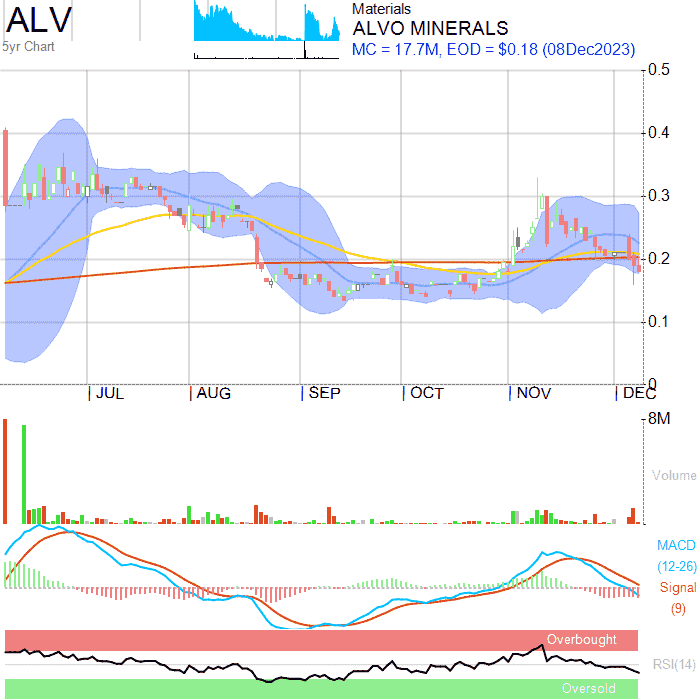 ALV
5yr Chart
Materials
ALVO MINERALS
MC = 17.7M, EOD = $0.18 (08Dec2023)
0.5
0.4
0.3
0.2
0.1
0
JUL AUG SEP OCT NOV DEC
8M
Volume
MACD
(12-26)
Signal
(9)
Overbought
RSI(14)
Oversold